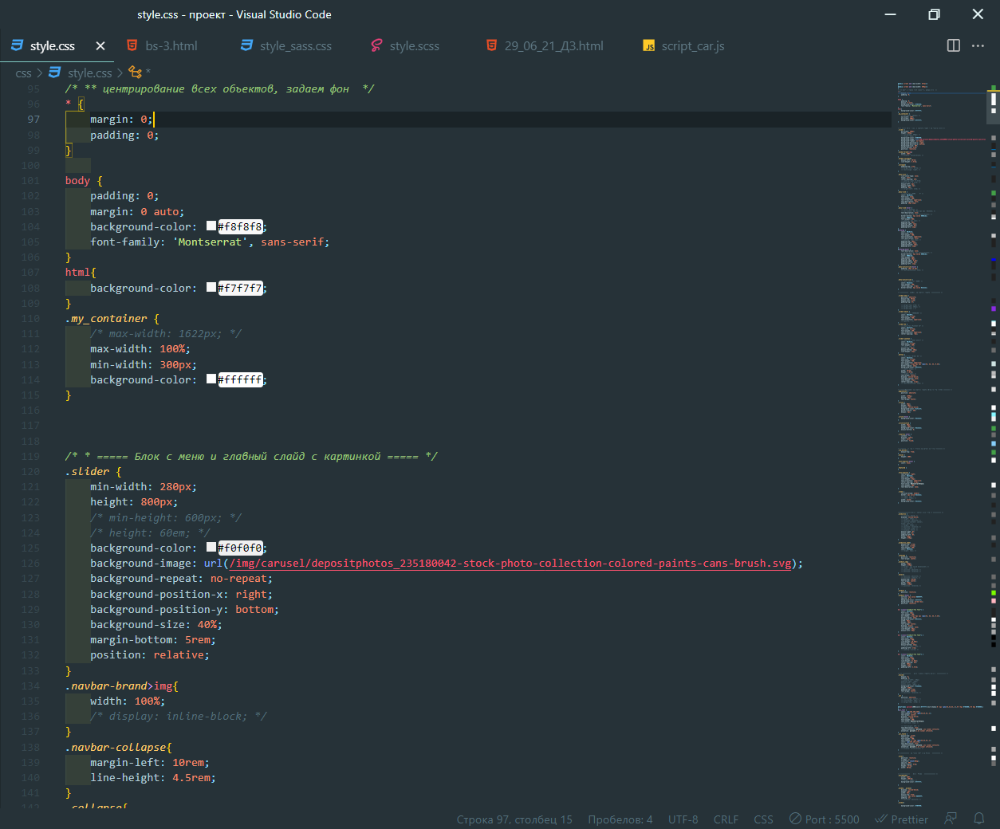 style.css - проект - Visual Studio Code
style.css bs-3.html style_sass.css style.scss 29_06_21_ДЗ.html JS script_car.js
css > style.css > *
95 /* ** центрирование всех объектов, задаем фон */
96 * {
97 margin: 0;
98 padding: 0;
99 }
100
101 body {
102 padding: 0;
103 margin: 0 auto;
104 background-color: #f8f8f8;
105 font-family: 'Montserrat', sans-serif;
106 }
107 html{
108 background-color: #f7f7f7;
109 }
110 .my_container {
111 /* max-width: 1622px; */
112 max-width: 100%;
113 min-width: 300px;
114 background-color: #ffffff;
115 }
116
117
118
119 /* * ===== Блок с меню и главный слайд с картинкой ===== */
120 .slider {
121 min-width: 280px;
122 height: 800px;
123 /* min-height: 600px; */
124 /* height: 60em; */
125 background-color: #f0f0f0;
126 background-image: url(/img/carusel/depositphotos_235180042-stock-photo-collection-colored-paints-cans-brush.svg);
127 background-repeat: no-repeat;
128 background-position-x: right;
129 background-position-y: bottom;
130 background-size: 40%;
131 margin-bottom: 5rem;
132 position: relative;
133 }
134 .navbar-brand>img{
135 width: 100%;
136 /* display: inline-block; */
137 }
138 .navbar-collapse{
139 margin-left: 10rem;
140 line-height: 4.5rem;
141 }
142 .collapse{
Строка 97, столбец 15 Пробелов: 4 UTF-8 CRLF CSS Port : 5500 Prettier